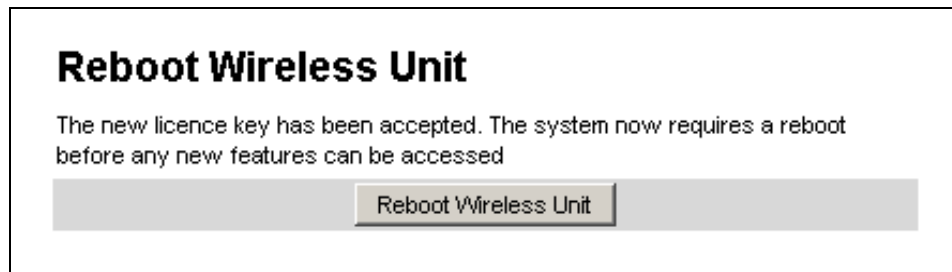 Reboot Wireless Unit
The new licence key has been accepted. The system now requires a reboot
before any new features can be accessed
Reboot Wireless Unit